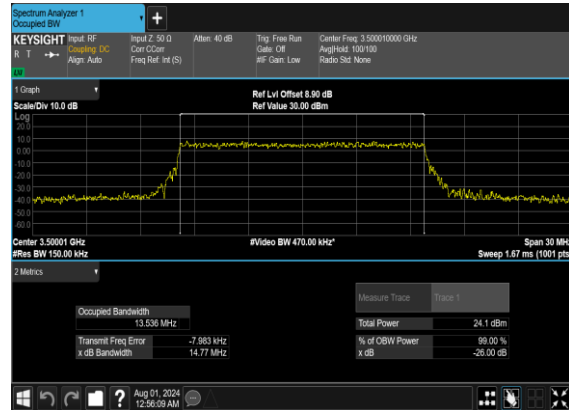 Spectrum Analyzer 1
Occupied BW
KEYSIGHT
R T
LW
Input: RF
Coupling: DC
Align: Auto
Input Z: 50 Ω
Corr CCorr
Freq Ref: Int (S)
Atten: 40 dB
Trig: Free Run
Gate: Off
#IF Gain: Low
Center Freq: 3.500010000 GHz
Avg|Hold: 100/100
Radio Std: None
1 Graph
Scale/Div 10.0 dB
Ref Lvl Offset 8.90 dB
Ref Value 30.00 dBm
Log
20.0
10.0
0.00
-10.0
-20.0
-30.0
-40.0
-50.0
-60.0
Center 3.50001 GHz
#Res BW 150.00 kHz
#Video BW 470.00 kHz*
Span 30 MHz
Sweep 1.67 ms (1001 pts)
2 Metrics
Measure Trace
Trace 1
Occupied Bandwidth
13.536 MHz
Total Power
24.1 dBm
Transmit Freq Error
-7.983 kHz
% of OBW Power
99.00 %
x dB Bandwidth
14.77 MHz
x dB
-26.00 dB
?
Aug 01, 2024
12:56:09 AM